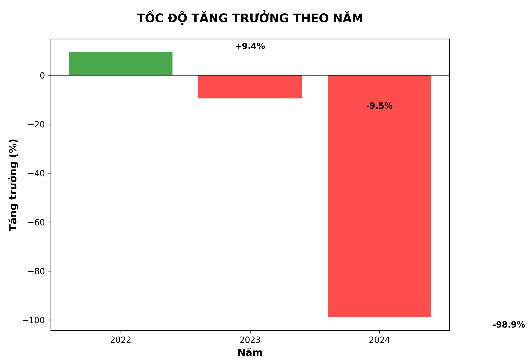 TỐC ĐỘ TĂNG TRƯỞNG THEO NĂM
+9.4%
0
-9.5%
−20
−40
Tăng trưởng (%)
−60
−80
−100
-98.9%
2022 2023 2024
Năm